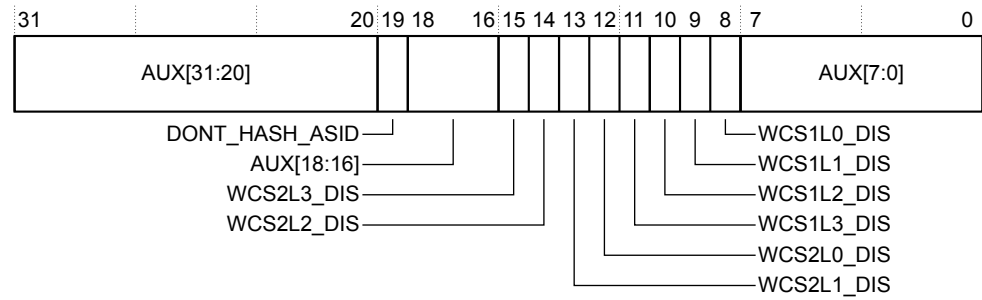 31 20 19 18 16 15 14 13 12 11 10 9 8 7 0
AUX[31:20] AUX[7:0]
DONT_HASH_ASID WCS1L0_DIS
AUX[18:16] WCS1L1_DIS
WCS2L3_DIS WCS1L2_DIS
WCS2L2_DIS WCS1L3_DIS
WCS2L0_DIS
WCS2L1_DIS